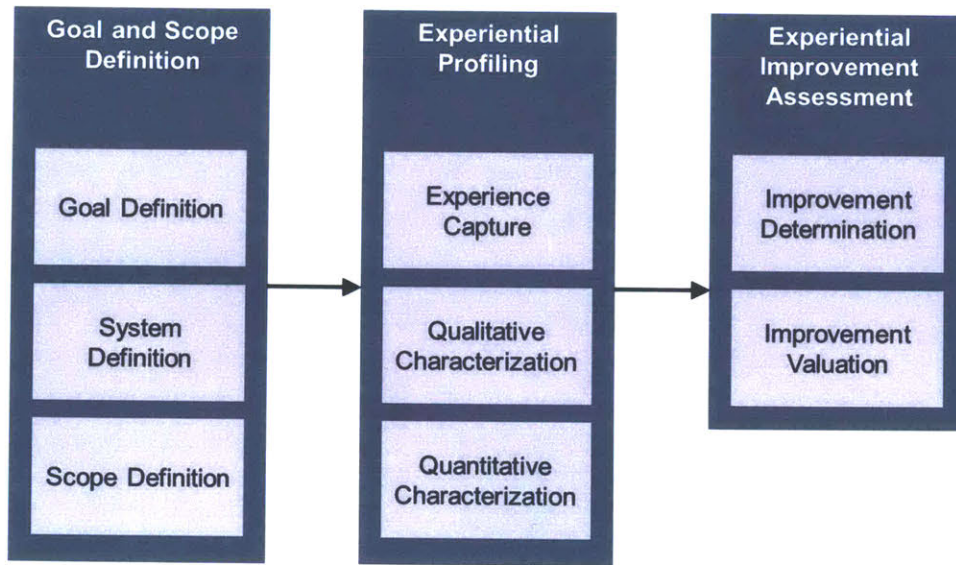 Goal and Scope
Definition
Goal Definition
System
Definition
Scope Definition
Experiential
Profiling
Experience
Capture
Qualitative
Characterization
Quantitative
Characterization
Experiential
Improvement
Assessment
Improvement
Determination
Improvement
Valuation